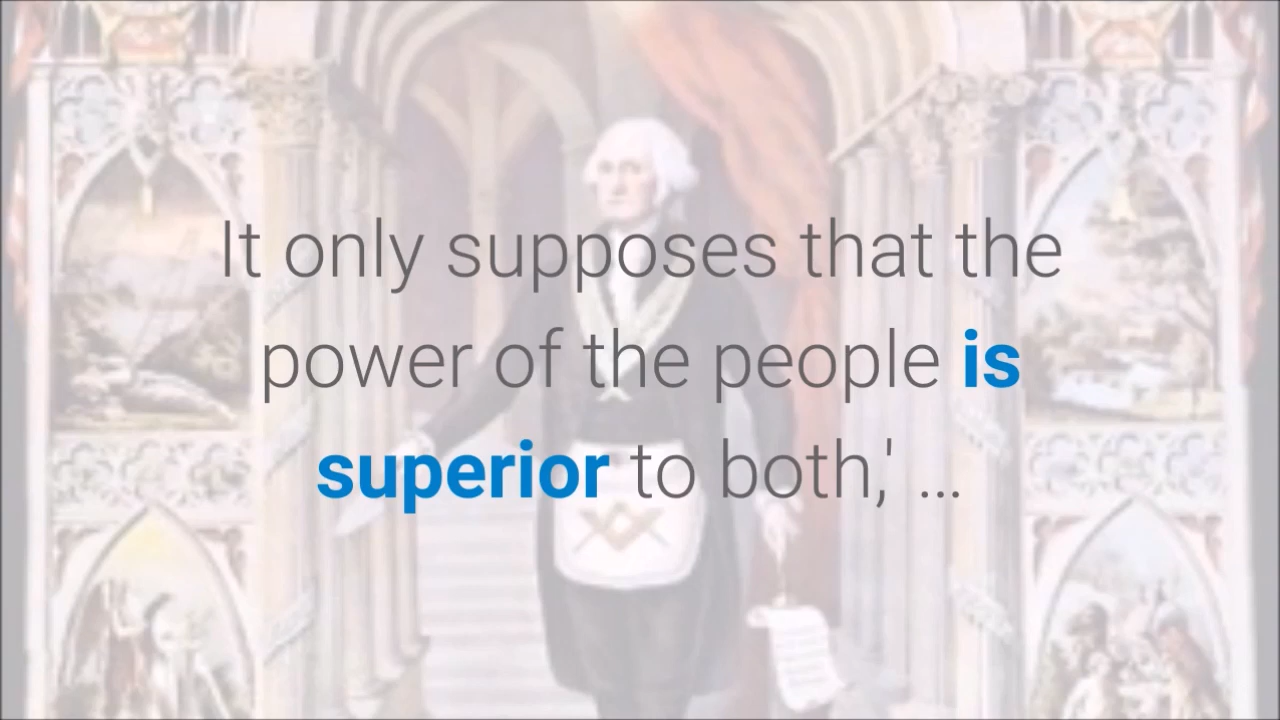 It only supposes that the
power of the people is
superior to both,' ...